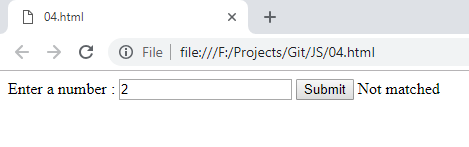 04.html
File file:///F:/Projects/Git/JS/04.html
Enter a number : 2 Submit Not matched